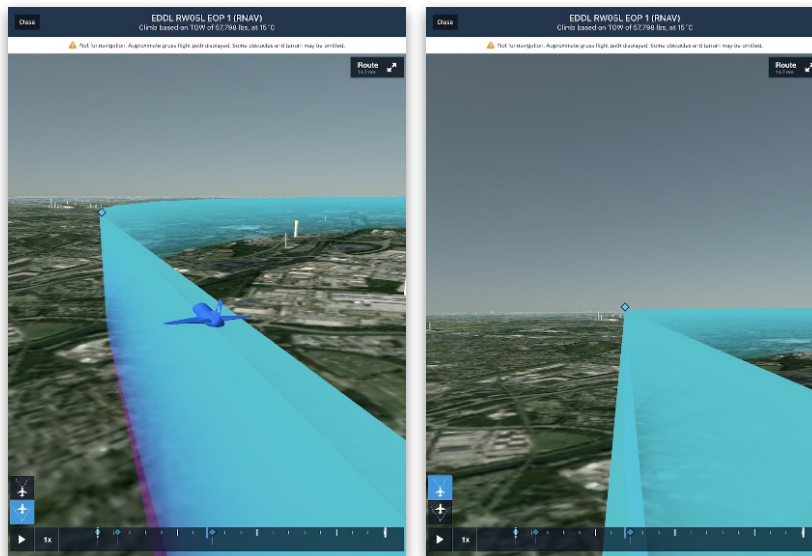 Close
EDDL RW05L EOP 1 (RNAV)
Climb based on TOW of 67,798 lbs, at 15°C
Not for navigation. Approximate gross flight path displayed. Some obstacles and terrain may be omitted.
Route
1x
Close
EDDL RW05L EOP 1 (RNAV)
Climb based on TOW of 67,798 lbs, at 15°C
Not for navigation. Approximate gross flight path displayed. Some obstacles and terrain may be omitted.
Route
1x